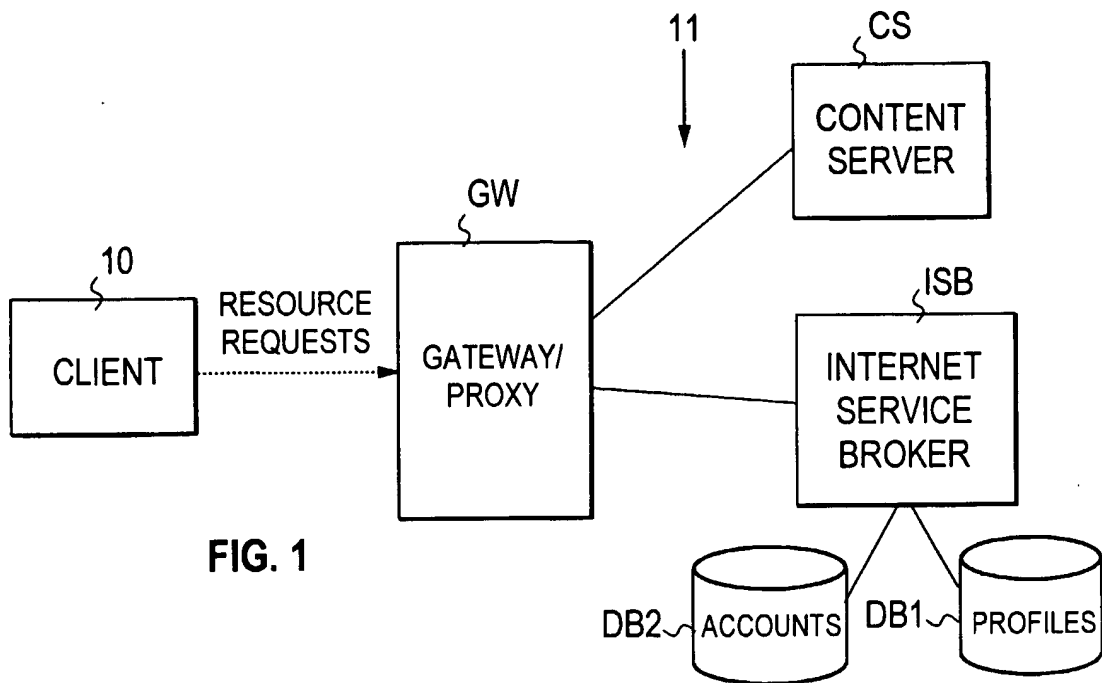 11
CS
CONTENT
SERVER
GW
10
RESOURCE
REQUESTS
CLIENT
GATEWAY/
PROXY
ISB
INTERNET
SERVICE
BROKER
FIG. 1
DB2
ACCOUNTS
DB1
PROFILES